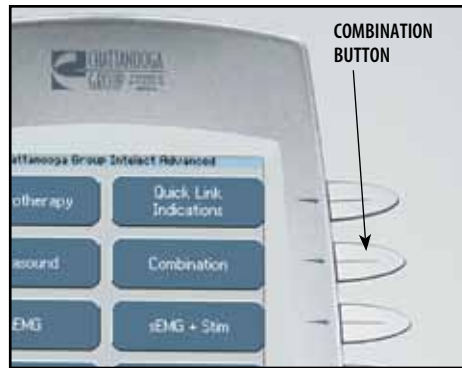 COMBINATION
BUTTON
CHATTANOOGA
GROUP
Chattanooga Group Intelect Advanced
otherapy
Quick Link
Indications
asound
Combination
EMG
sEMG + Stim